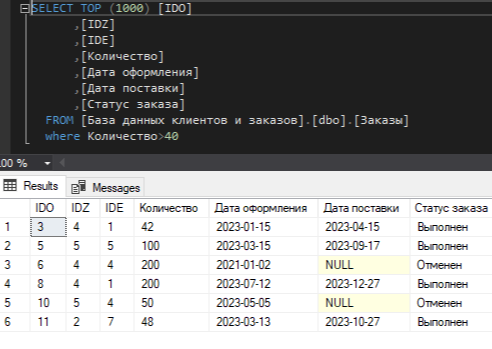 SELECT TOP (1000) [IDO]
,[IDZ]
,[IDE]
,[Количество]
,[Дата оформления]
,[Дата поставки]
,[Статус заказа]
FROM [База данных клиентов и заказов].[dbo].[Заказы]
where Количество>40
.00 %
Results Messages
IDO IDZ IDE Количество Дата оформления Дата поставки Статус заказа
1 3 4 1 42 2023-01-15 2023-04-15 Выполнен
2 5 5 5 100 2023-03-15 2023-09-17 Выполнен
3 6 4 4 200 2021-01-02 NULL Отменен
4 8 4 1 200 2023-07-12 2023-12-27 Выполнен
5 10 5 4 50 2023-05-05 NULL Отменен
6 11 2 7 48 2023-03-13 2023-10-27 Выполнен